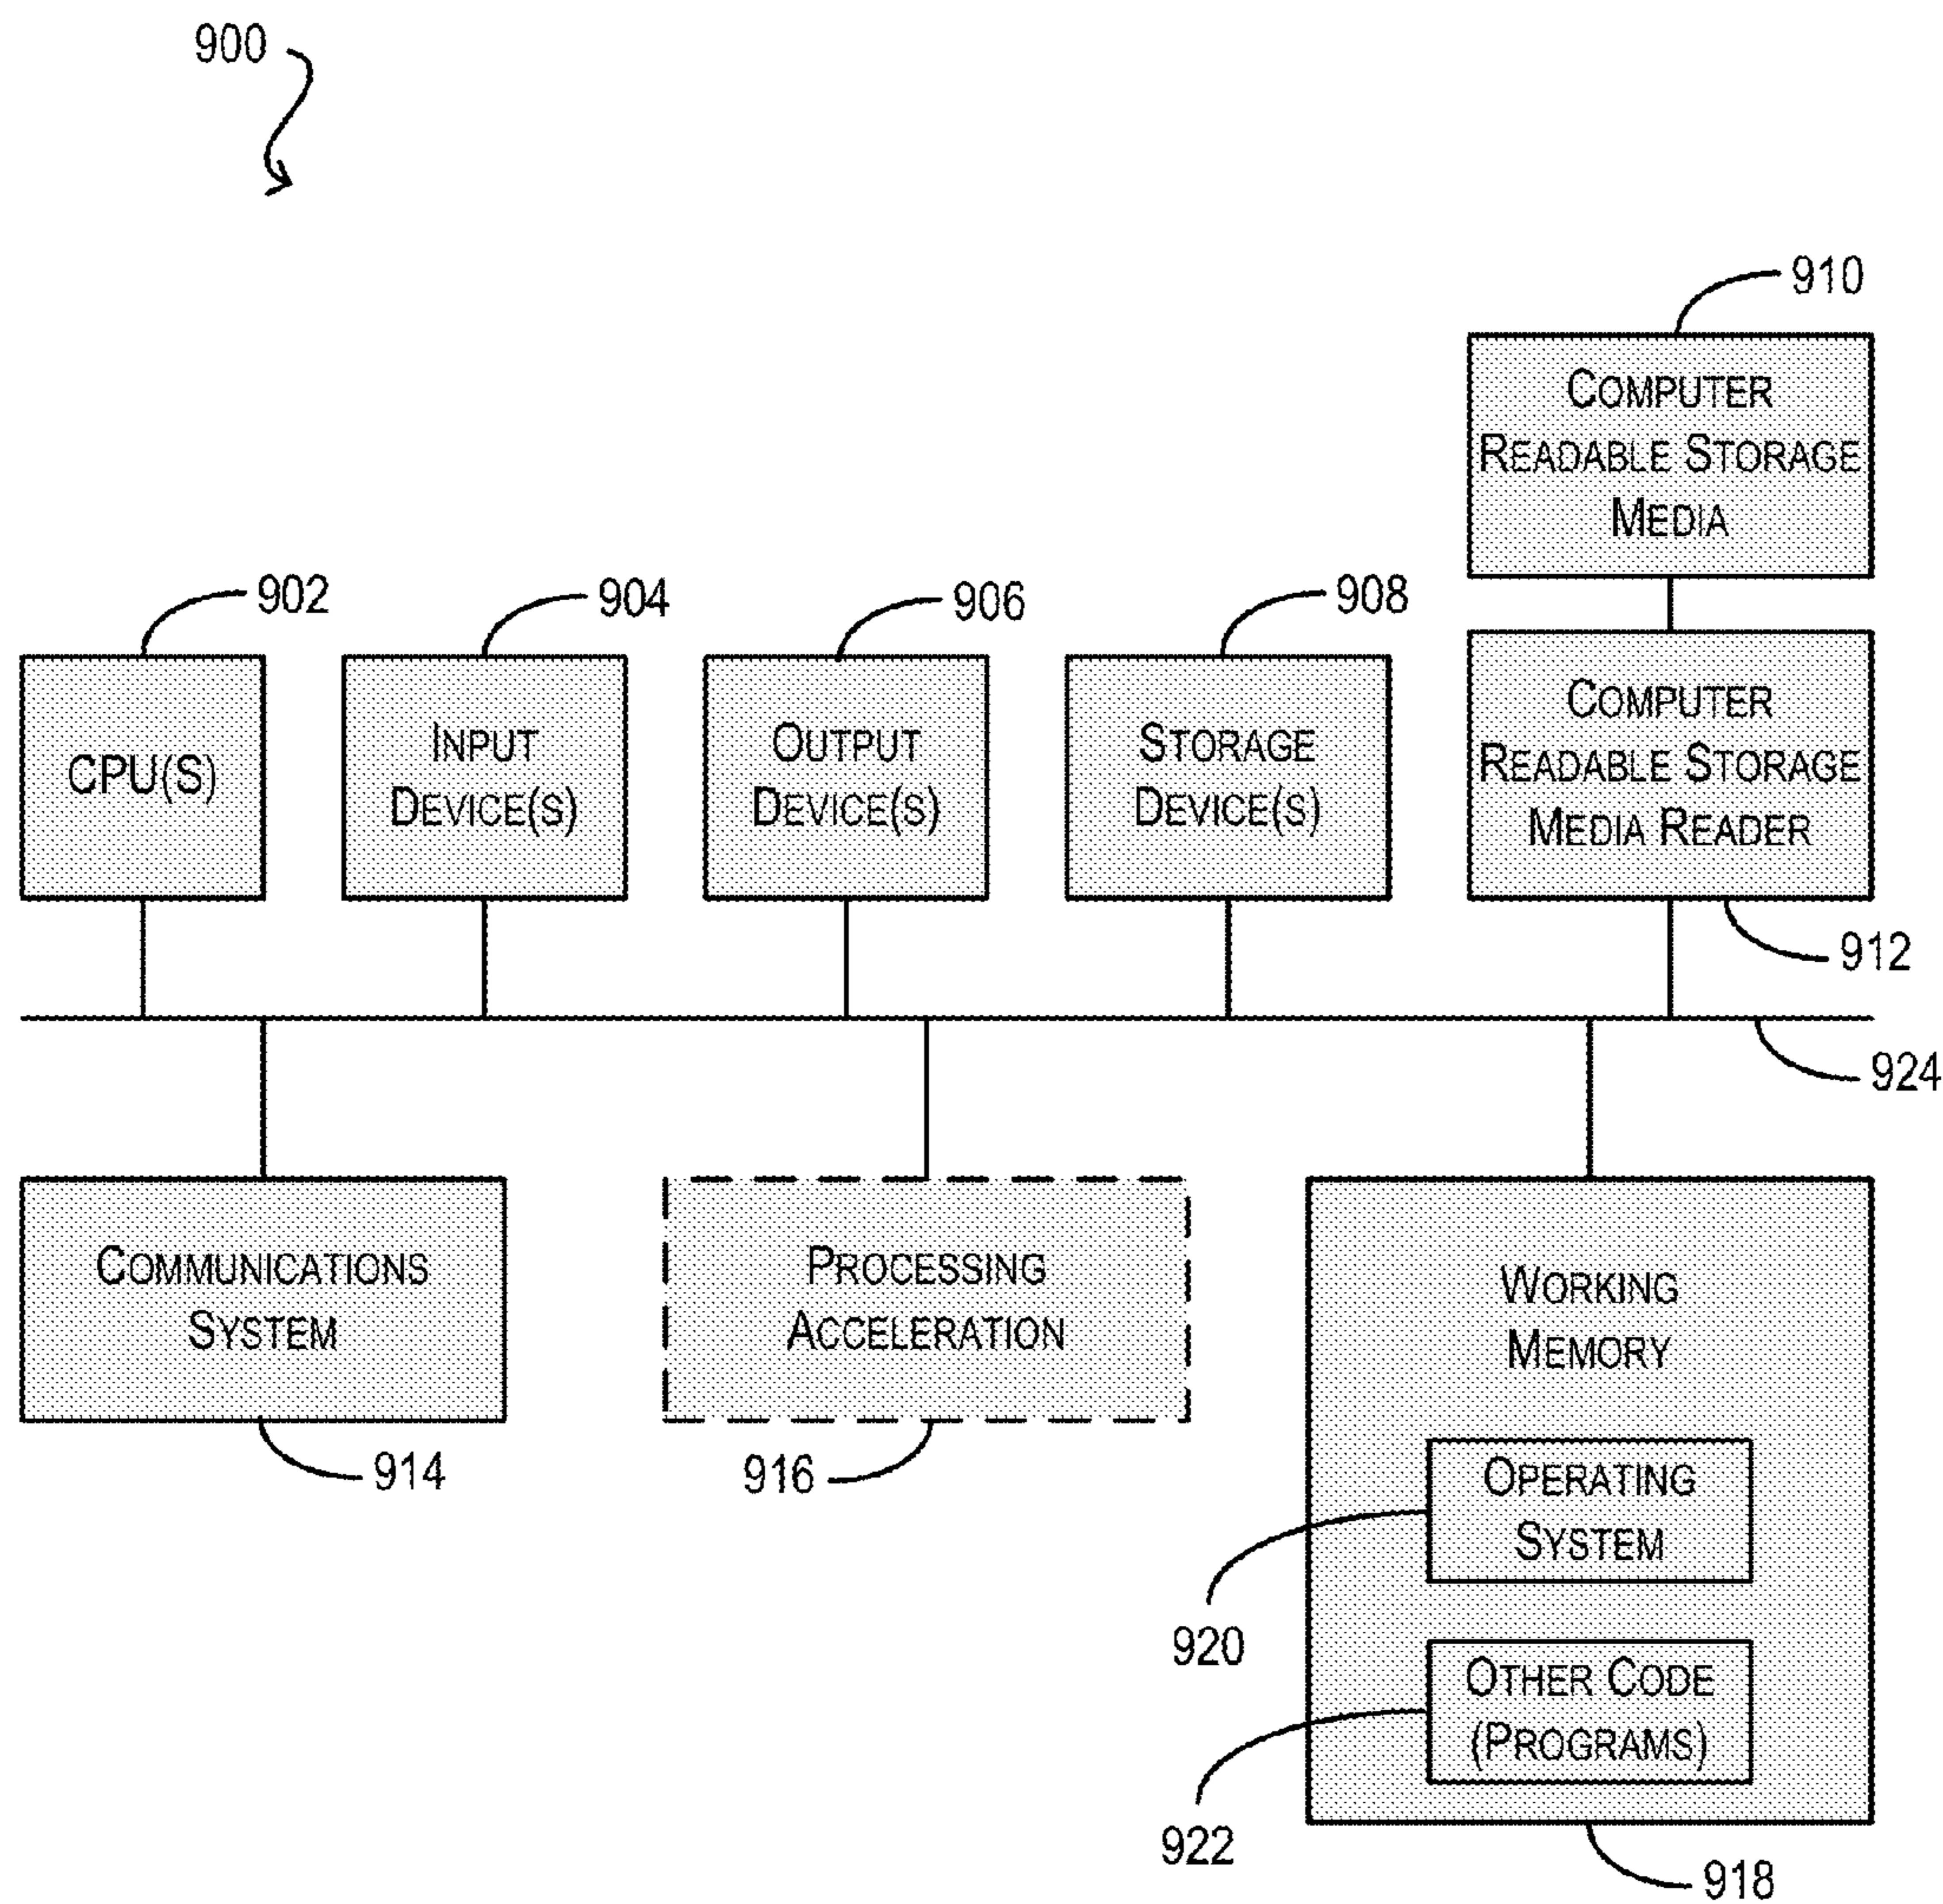 900
910
COMPUTER
READABLE STORAGE
MEDIA
902
904
906
908
CPU(S)
INPUT
DEVICE(S)
OUTPUT
DEVICE(S)
STORAGE
DEVICE(S)
COMPUTER
READABLE STORAGE
MEDIA READER
912
924
COMMUNICATIONS
SYSTEM
914
PROCESSING
ACCELERATION
916
WORKING
MEMORY
OPERATING
SYSTEM
920
OTHER CODE
(PROGRAMS)
922
918